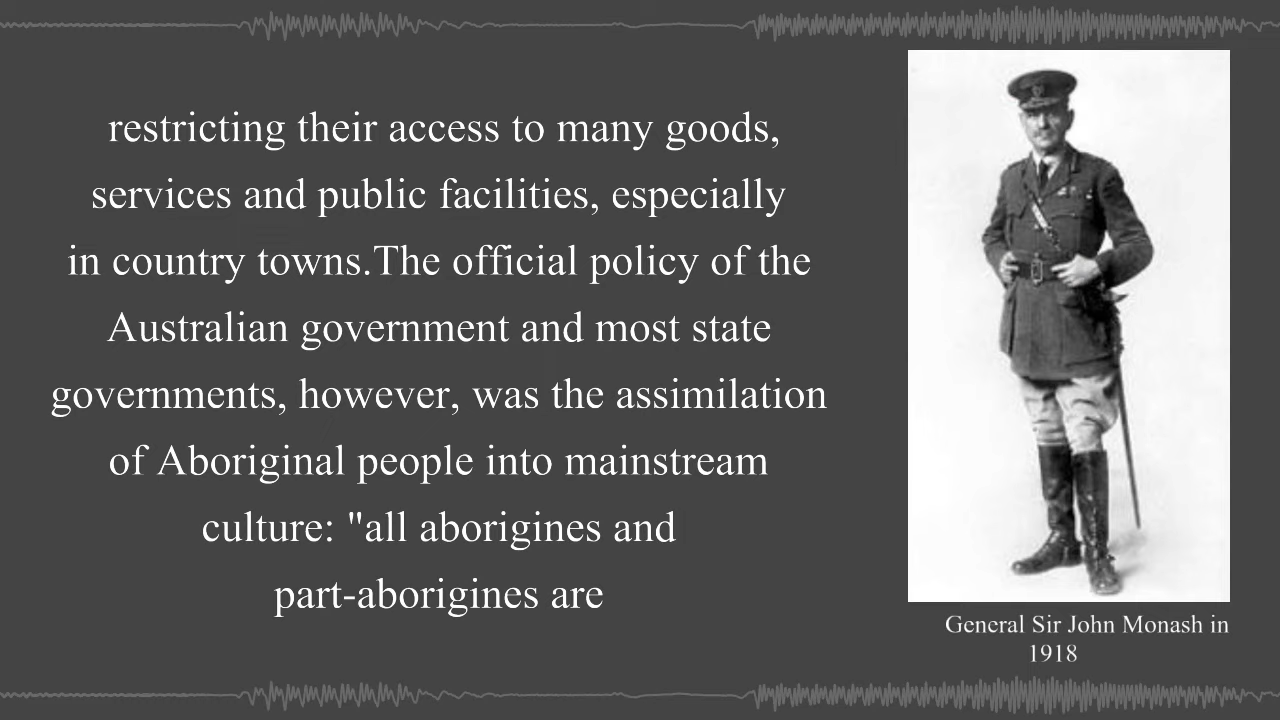 restricting their access to many goods,
services and public facilities, especially
in country towns.The official policy of the
Australian government and most state
governments, however, was the assimilation
of Aboriginal people into mainstream
culture: "all aborigines and
part-aborigines are
General Sir John Monash in
1918